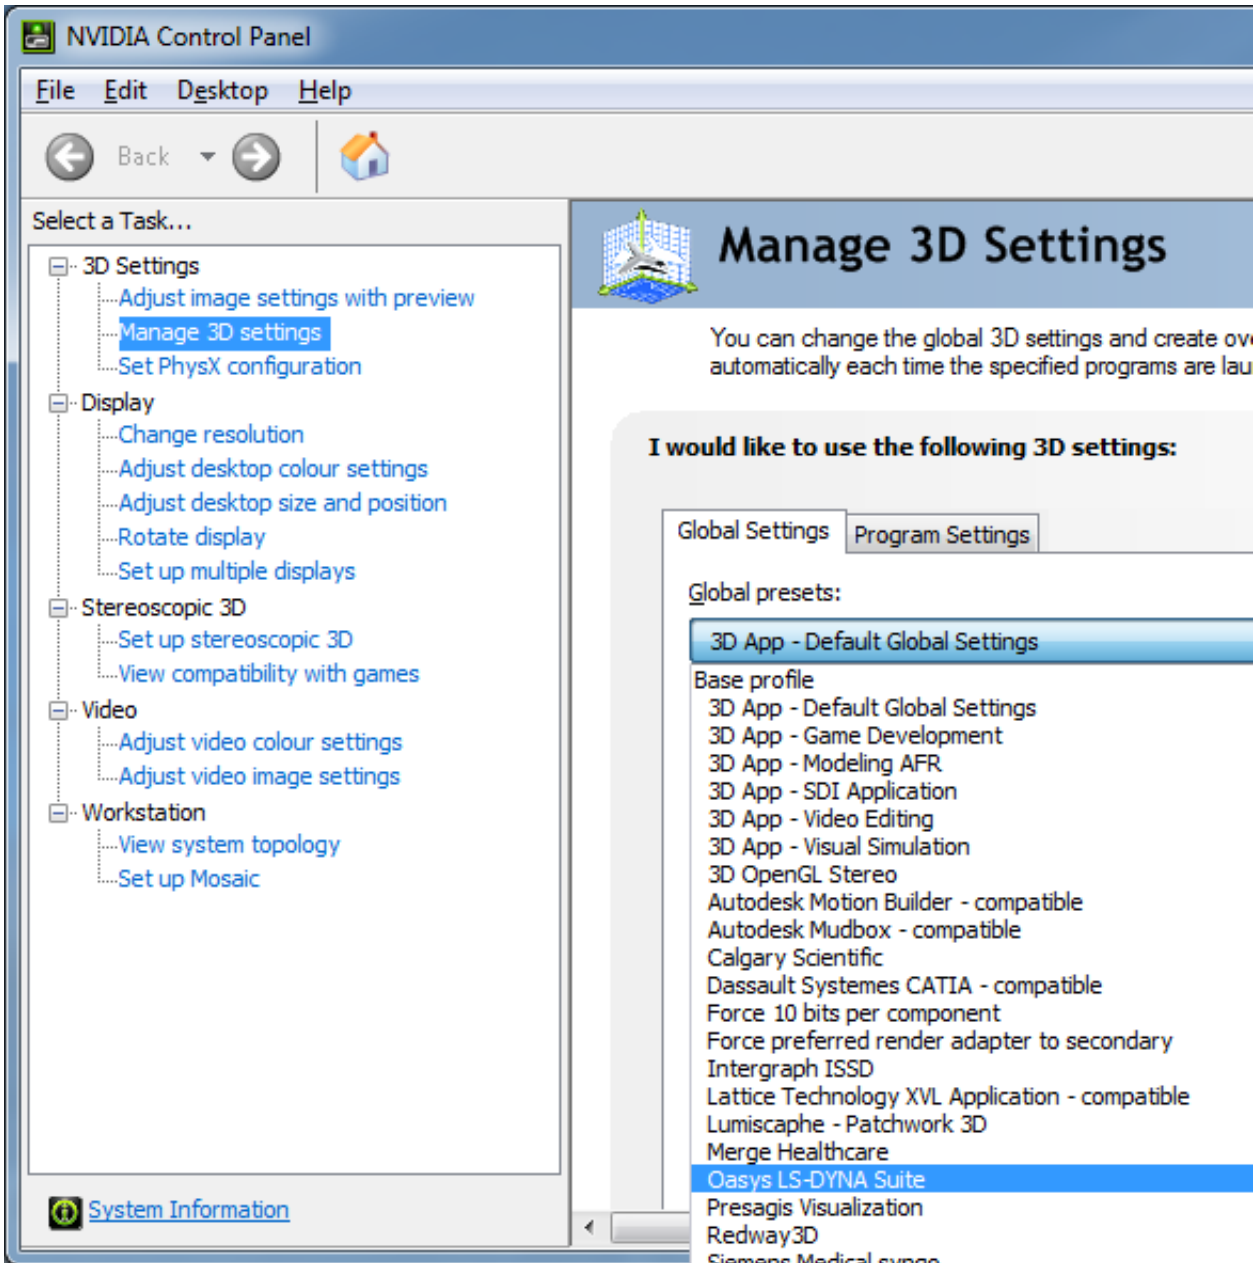 NVIDIA Control Panel
File Edit Desktop Help
Back
Select a Task...
3D Settings
Adjust image settings with preview
Manage 3D settings
Set PhysX configuration
Display
Change resolution
Adjust desktop colour settings
Adjust desktop size and position
Rotate display
Set up multiple displays
Stereoscopic 3D
Set up stereoscopic 3D
View compatibility with games
Video
Adjust video colour settings
Adjust video image settings
Workstation
View system topology
Set up Mosaic
System Information
Manage 3D Settings
You can change the global 3D settings and create ove
automatically each time the specified programs are lau
I would like to use the following 3D settings:
Global Settings Program Settings
Global presets:
3D App - Default Global Settings
Base profile
3D App - Default Global Settings
3D App - Game Development
3D App - Modeling AFR
3D App - SDI Application
3D App - Video Editing
3D App - Visual Simulation
3D OpenGL Stereo
Autodesk Motion Builder - compatible
Autodesk Mudbox - compatible
Calgary Scientific
Dassault Systemes CATIA - compatible
Force 10 bits per component
Force preferred render adapter to secondary
Intergraph ISSD
Lattice Technology XVL Application - compatible
Lumiscaphe - Patchwork 3D
Merge Healthcare
Oasys LS-DYNA Suite
Presagis Visualization
Redway3D
Siemens Medical syngo